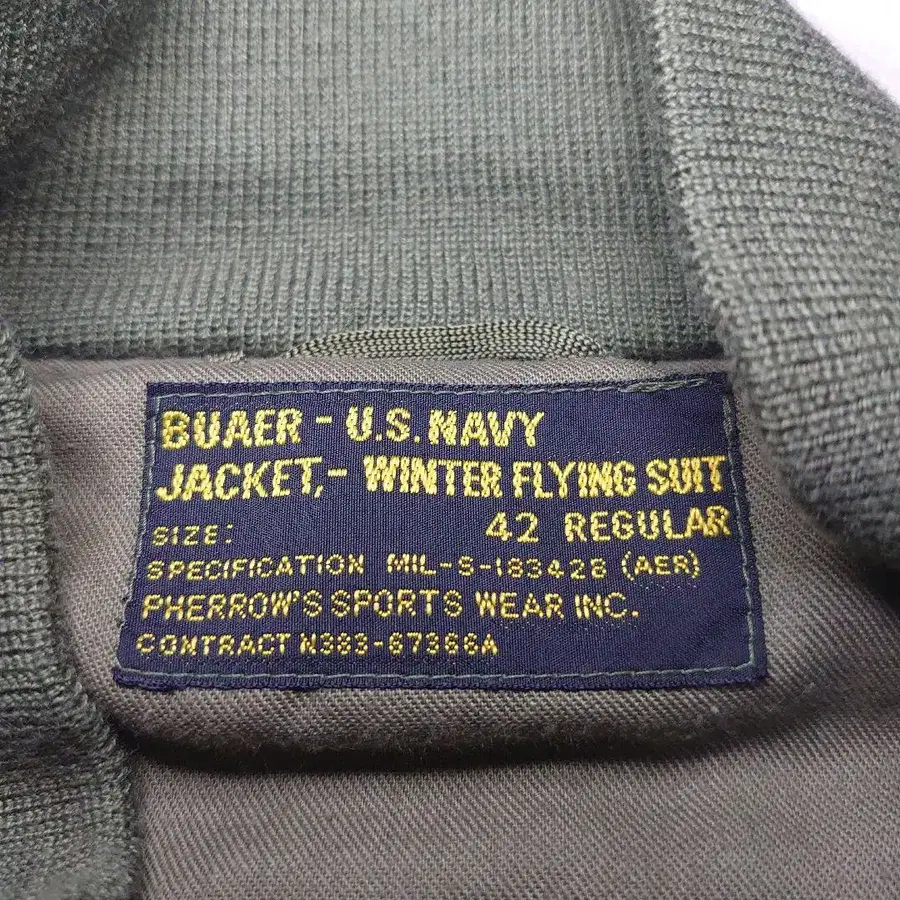 BUAER - U.S. NAVY
JACKET,- WINTER FLYING SUIT
SIZE: 42 REGULAR
SPECIFICATION MIL-S-18342B (AER)
PHERROW'S SPORTS WEAR INC.
CONTRACT N383-67366A